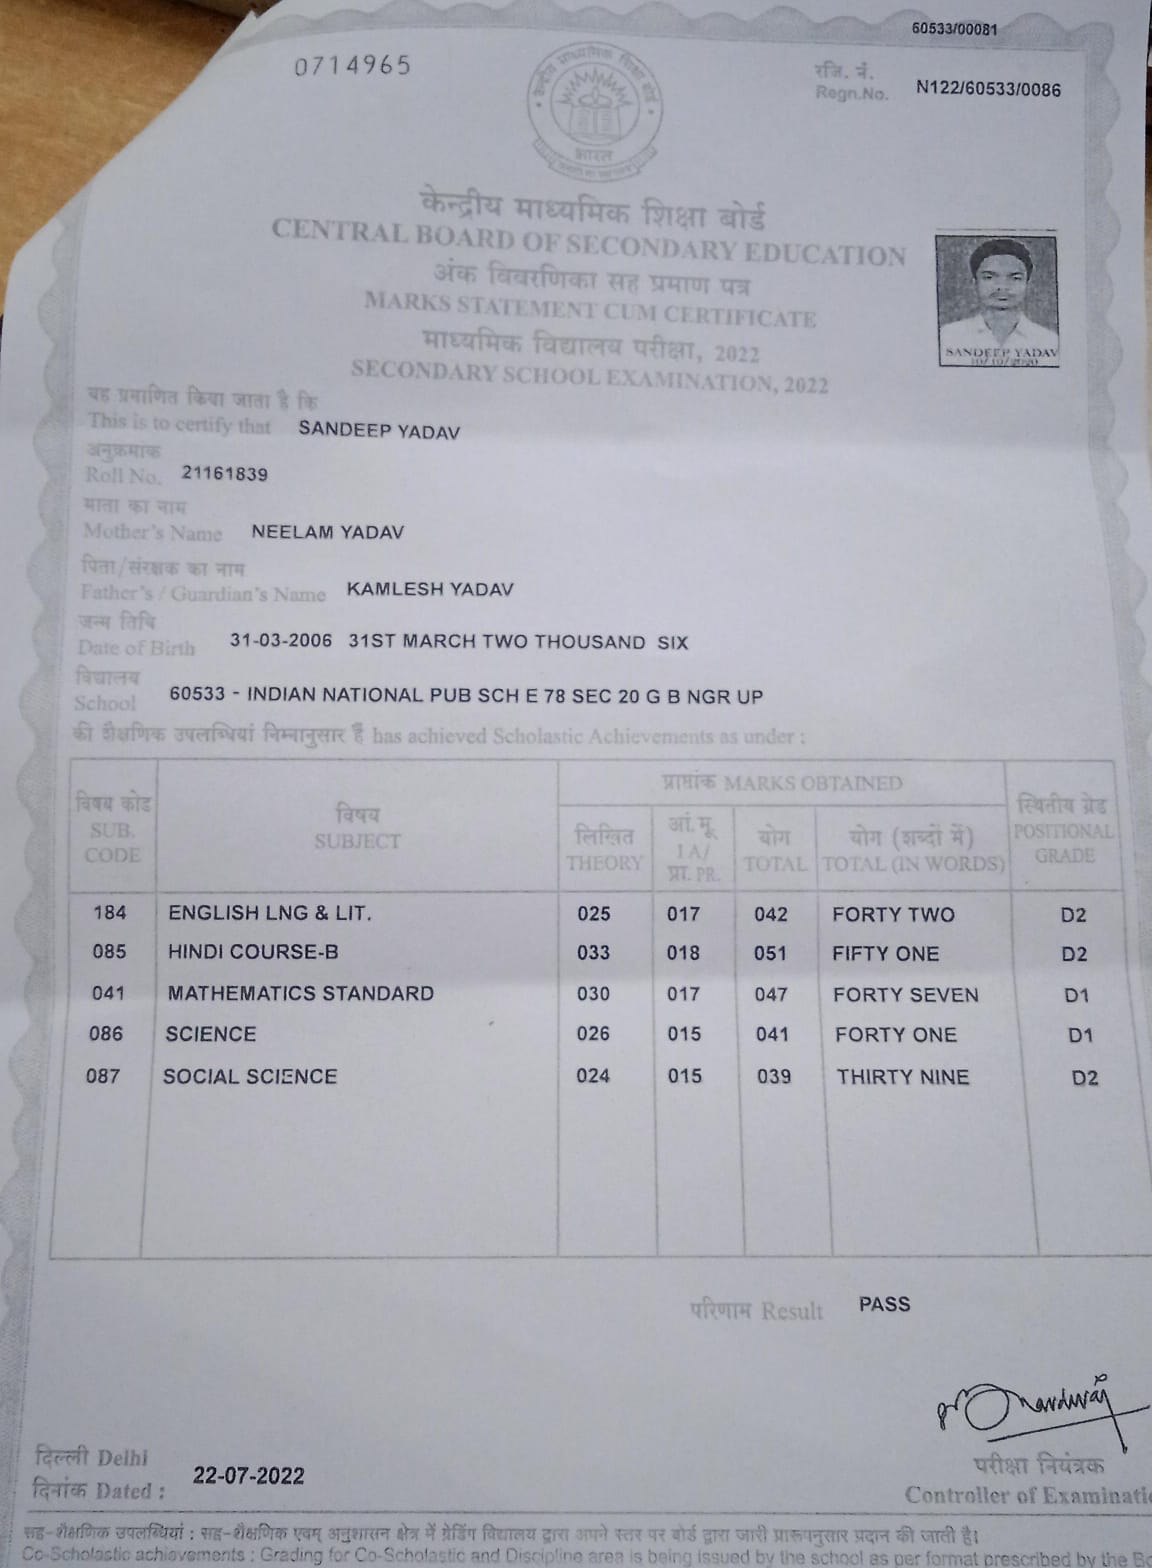 60533/00081
0714965
रजि. नं.
Regn.No. N122/60533/0086
केन्द्रीय माध्यमिक शिक्षा बोर्ड
भारत
केन्द्रीय माध्यमिक शिक्षा बोर्ड
CENTRAL BOARD OF SECONDARY EDUCATION
अंक विवरणिका सह प्रमाण पत्र
MARKS STATEMENT CUM CERTIFICATE
माध्यमिक विद्यालय परीक्षा, 2022
SECONDARY SCHOOL EXAMINATION, 2022
SANDEEP YADAV
यह प्रमाणित किया जाता है कि
This is to certify that SANDEEP YADAV
अनुक्रमांक
Roll No. 21161839
माता का नाम
Mother's Name NEELAM YADAV
पिता/संरक्षक का नाम
Father's / Guardian's Name KAMLESH YADAV
जन्म तिथि
Date of Birth 31-03-2006 31ST MARCH TWO THOUSAND SIX
विद्यालय
School 60533 - INDIAN NATIONAL PUB SCH E 78 SEC 20 G B NGR UP
की शैक्षणिक उपलब्धियां निम्नानुसार हैं has achieved Scholastic Achievements as under :
विषय कोड SUB. CODE
विषय SUBJECT
प्राप्तांक MARKS OBTAINED
लिखित THEORY
आं.मू. IA/ प्रा. PR.
योग TOTAL
योग (शब्दों में) TOTAL (IN WORDS)
स्थितीय ग्रेड POSITIONAL GRADE
184 ENGLISH LNG & LIT. 025 017 042 FORTY TWO D2
085 HINDI COURSE-B 033 018 051 FIFTY ONE D2
041 MATHEMATICS STANDARD 030 017 047 FORTY SEVEN D1
086 SCIENCE 026 015 041 FORTY ONE D1
087 SOCIAL SCIENCE 024 015 039 THIRTY NINE D2
परिणाम Result PASS
दिल्ली Delhi
दिनांक Dated : 22-07-2022
परीक्षा नियंत्रक
Controller of Examinatio
सह-शैक्षणिक उपलब्धियां : सह-शैक्षणिक एवम् अनुशासन क्षेत्र में ग्रेडिंग विद्यालय द्वारा अपने स्तर पर बोर्ड द्वारा जारी प्रारूपनुसार प्रदान की जाती है।
Co-Scholastic achievements : Grading for Co-Scholastic and Discipline area is being issued by the school as per format prescribed by the Bo